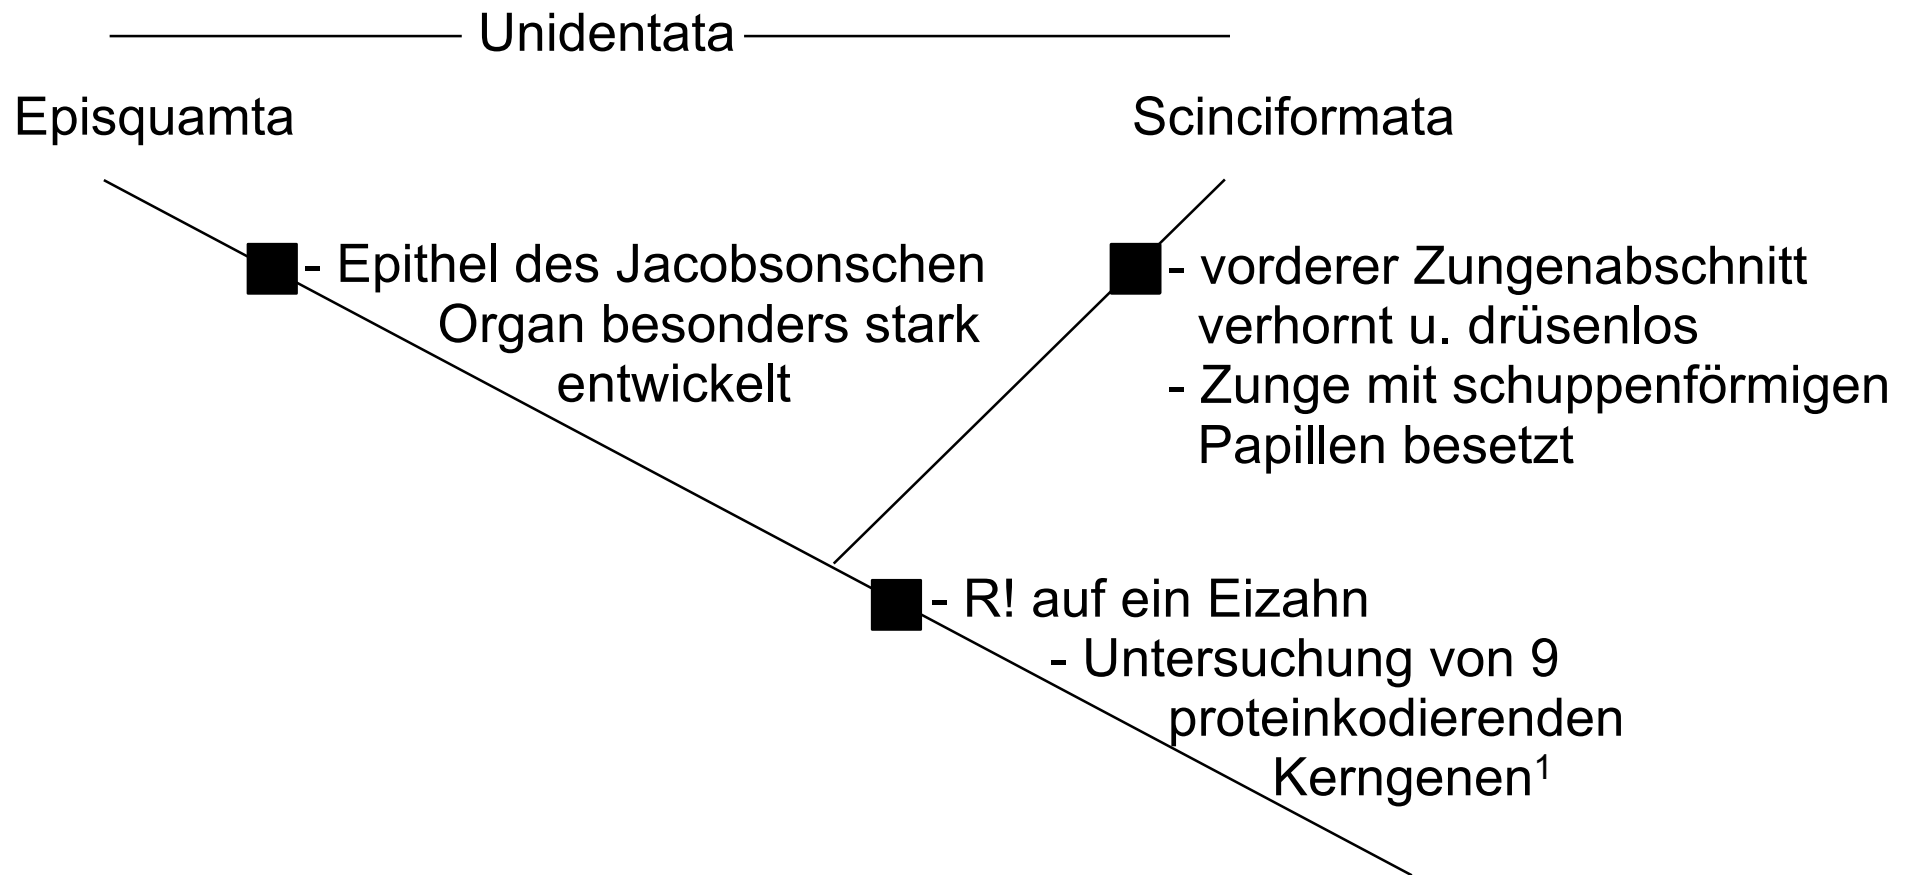 Unidentata
Episquamta
Scinciformata
- Epithel des Jacobsonschen
Organ besonders stark
entwickelt
- vorderer Zungenabschnitt
verhornt u. drüsenlos
- Zunge mit schuppenförmigen
Papillen besetzt
- R! auf ein Eizahn
- Untersuchung von 9
proteinkodierenden
Kerngenen¹